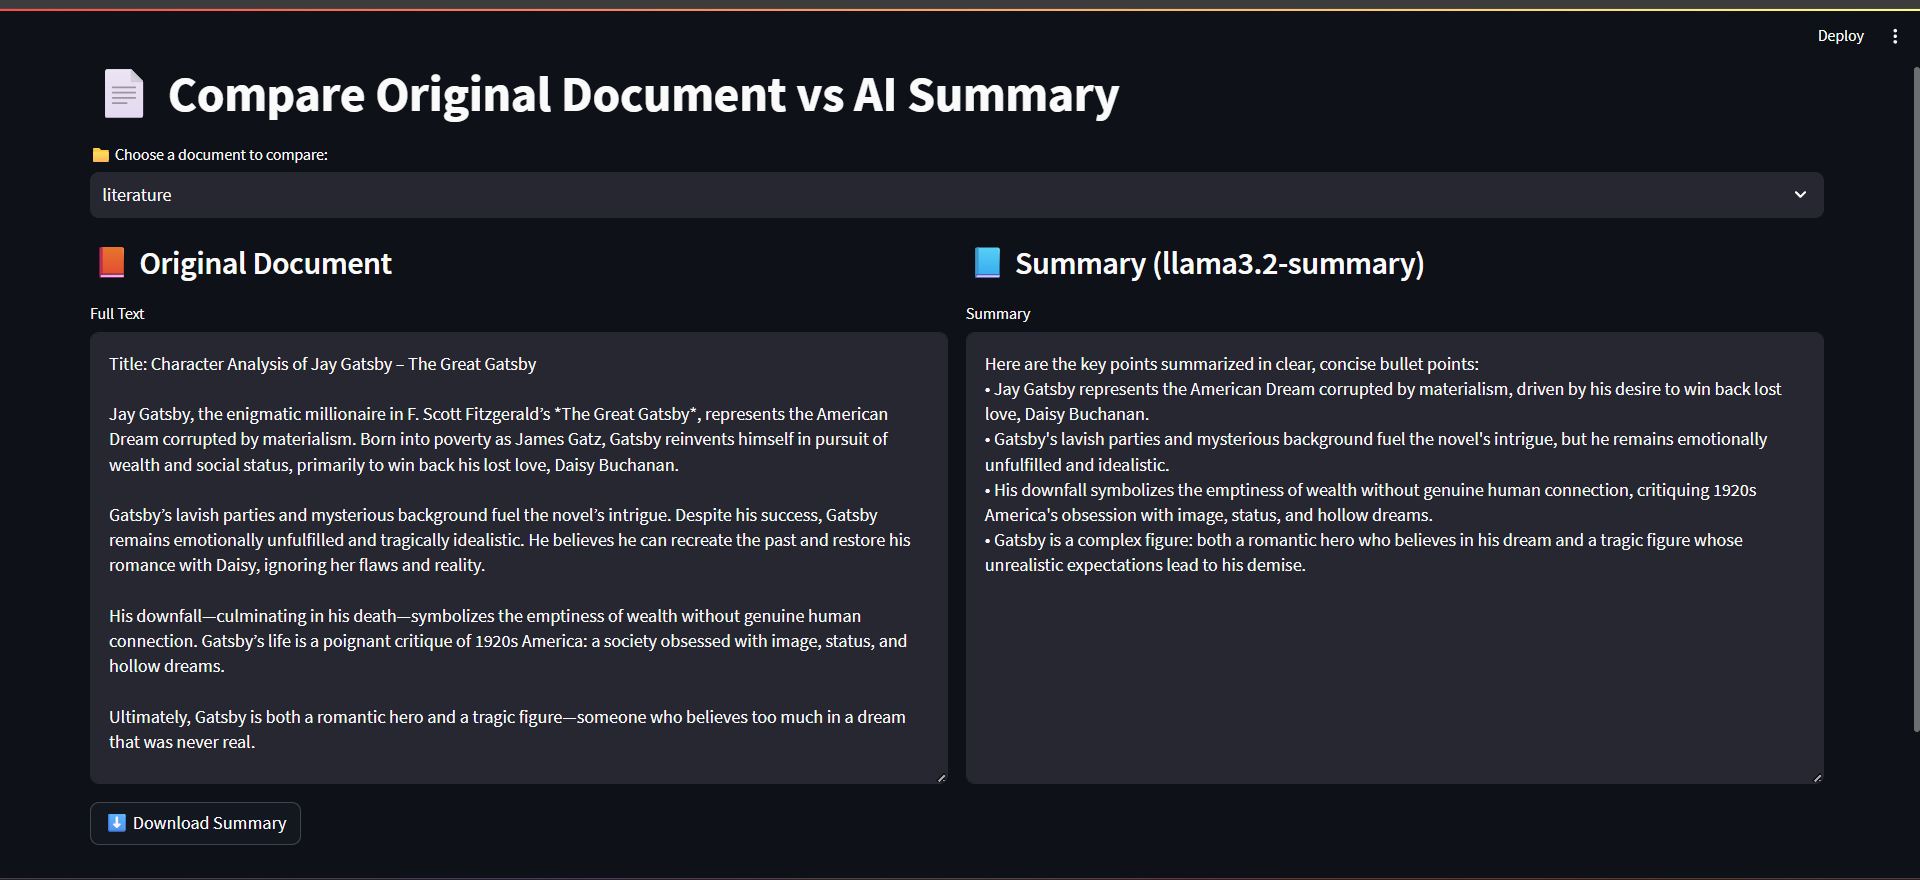 Deploy
Compare Original Document vs AI Summary
Choose a document to compare:
literature
Original Document
Full Text
Title: Character Analysis of Jay Gatsby – The Great Gatsby
Jay Gatsby, the enigmatic millionaire in F. Scott Fitzgerald’s *The Great Gatsby*, represents the American
Dream corrupted by materialism. Born into poverty as James Gatz, Gatsby reinvents himself in pursuit of
wealth and social status, primarily to win back his lost love, Daisy Buchanan.
Gatsby’s lavish parties and mysterious background fuel the novel’s intrigue. Despite his success, Gatsby
remains emotionally unfulfilled and tragically idealistic. He believes he can recreate the past and restore his
romance with Daisy, ignoring her flaws and reality.
His downfall—culminating in his death—symbolizes the emptiness of wealth without genuine human
connection. Gatsby’s life is a poignant critique of 1920s America: a society obsessed with image, status, and
hollow dreams.
Ultimately, Gatsby is both a romantic hero and a tragic figure—someone who believes too much in a dream
that was never real.
Summary (llama3.2-summary)
Summary
Here are the key points summarized in clear, concise bullet points:
• Jay Gatsby represents the American Dream corrupted by materialism, driven by his desire to win back lost
love, Daisy Buchanan.
• Gatsby's lavish parties and mysterious background fuel the novel's intrigue, but he remains emotionally
unfulfilled and idealistic.
• His downfall symbolizes the emptiness of wealth without genuine human connection, critiquing 1920s
America's obsession with image, status, and hollow dreams.
• Gatsby is a complex figure: both a romantic hero who believes in his dream and a tragic figure whose
unrealistic expectations lead to his demise.
Download Summary